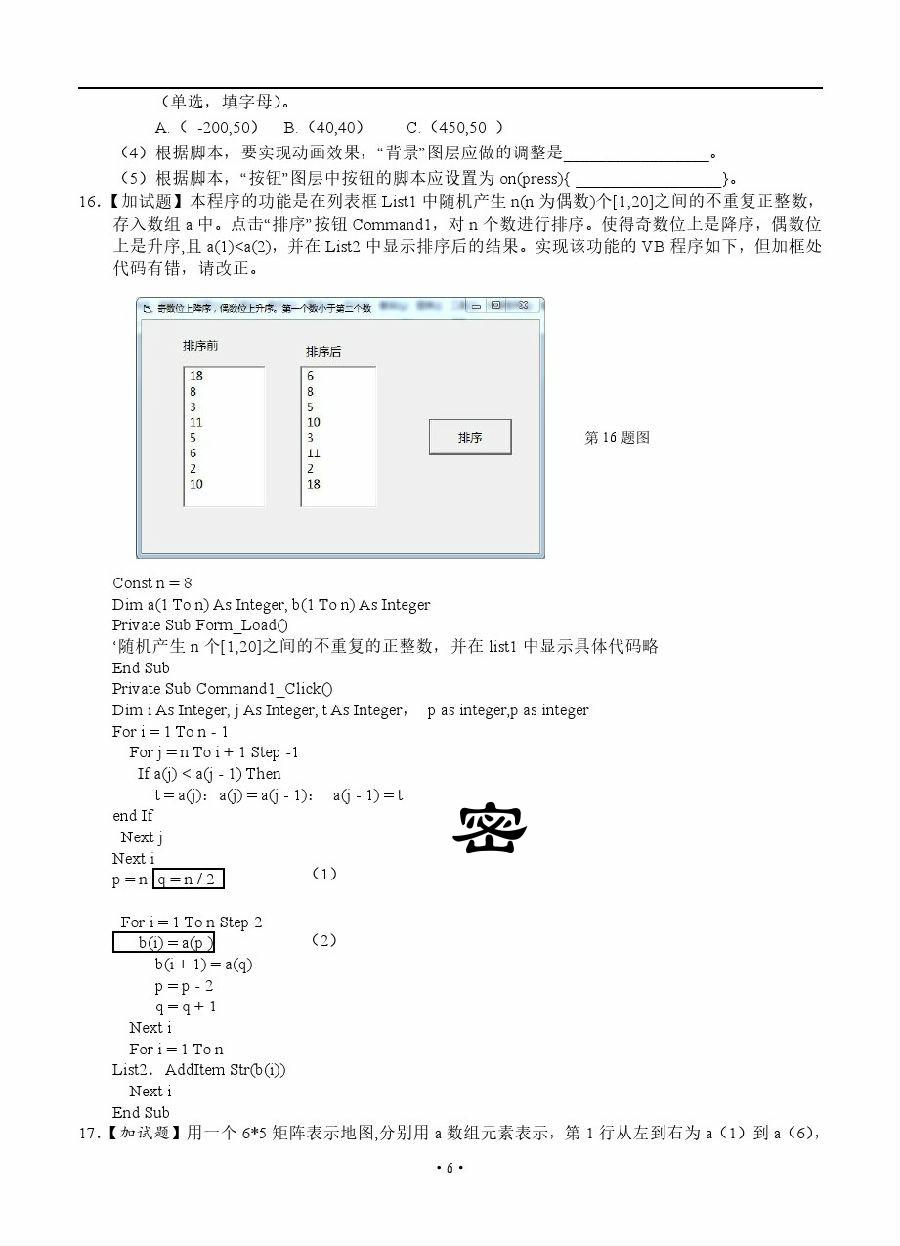 （单选，填字母）。
A.（ -200,50） B.（40,40） C.（450,50 ）
（4）根据脚本，要实现动画效果，“背景”图层应做的调整是__________________。
（5）根据脚本，“按钮”图层中按钮的脚本应设置为 on(press){ __________________}。
16.【加试题】本程序的功能是在列表框 List1 中随机产生 n(n 为偶数)个[1,20]之间的不重复正整数，
存入数组 a 中。点击“排序”按钮 Command1，对 n 个数进行排序。使得奇数位上是降序，偶数位
上是升序,且 a(1)<a(2)，并在 List2 中显示排序后的结果。实现该功能的 VB 程序如下，但加框处
代码有错，请改正。
奇数位上降序，偶数位上升序。第一个数小于第二个数
排序前 排序后
18 6
8 8
3 5
11 10
5 3
6 11
2 2
10 18
排序
第 16 题图
Const n = 8
Dim a(1 To n) As Integer, b(1 To n) As Integer
Private Sub Form_Load()
‘随机产生 n 个[1,20]之间的不重复的正整数，并在 list1 中显示具体代码略
End Sub
Private Sub Command1_Click()
Dim i As Integer, j As Integer, t As Integer， p as integer,p as integer
For i = 1 To n - 1
For j = n To i + 1 Step -1
If a(j) < a(j - 1) Then
t = a(j)： a(j) = a(j - 1)： a(j - 1) = t
end If
Next j
Next i
密
p = n q = n / 2 （1）
For i = 1 To n Step 2
b(i) = a(p ) （2）
b(i + 1) = a(q)
p = p - 2
q = q + 1
Next i
For i = 1 To n
List2．AddItem Str(b(i))
Next i
End Sub
17.【加试题】用一个 6*5 矩阵表示地图,分别用 a 数组元素表示，第 1 行从左到右为 a（1）到 a（6），
· 6 ·